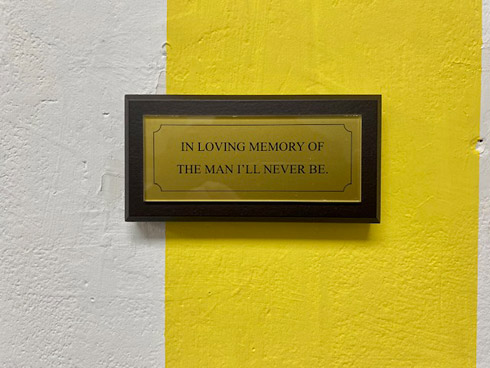 IN LOVING MEMORY OF
THE MAN I'LL NEVER BE.